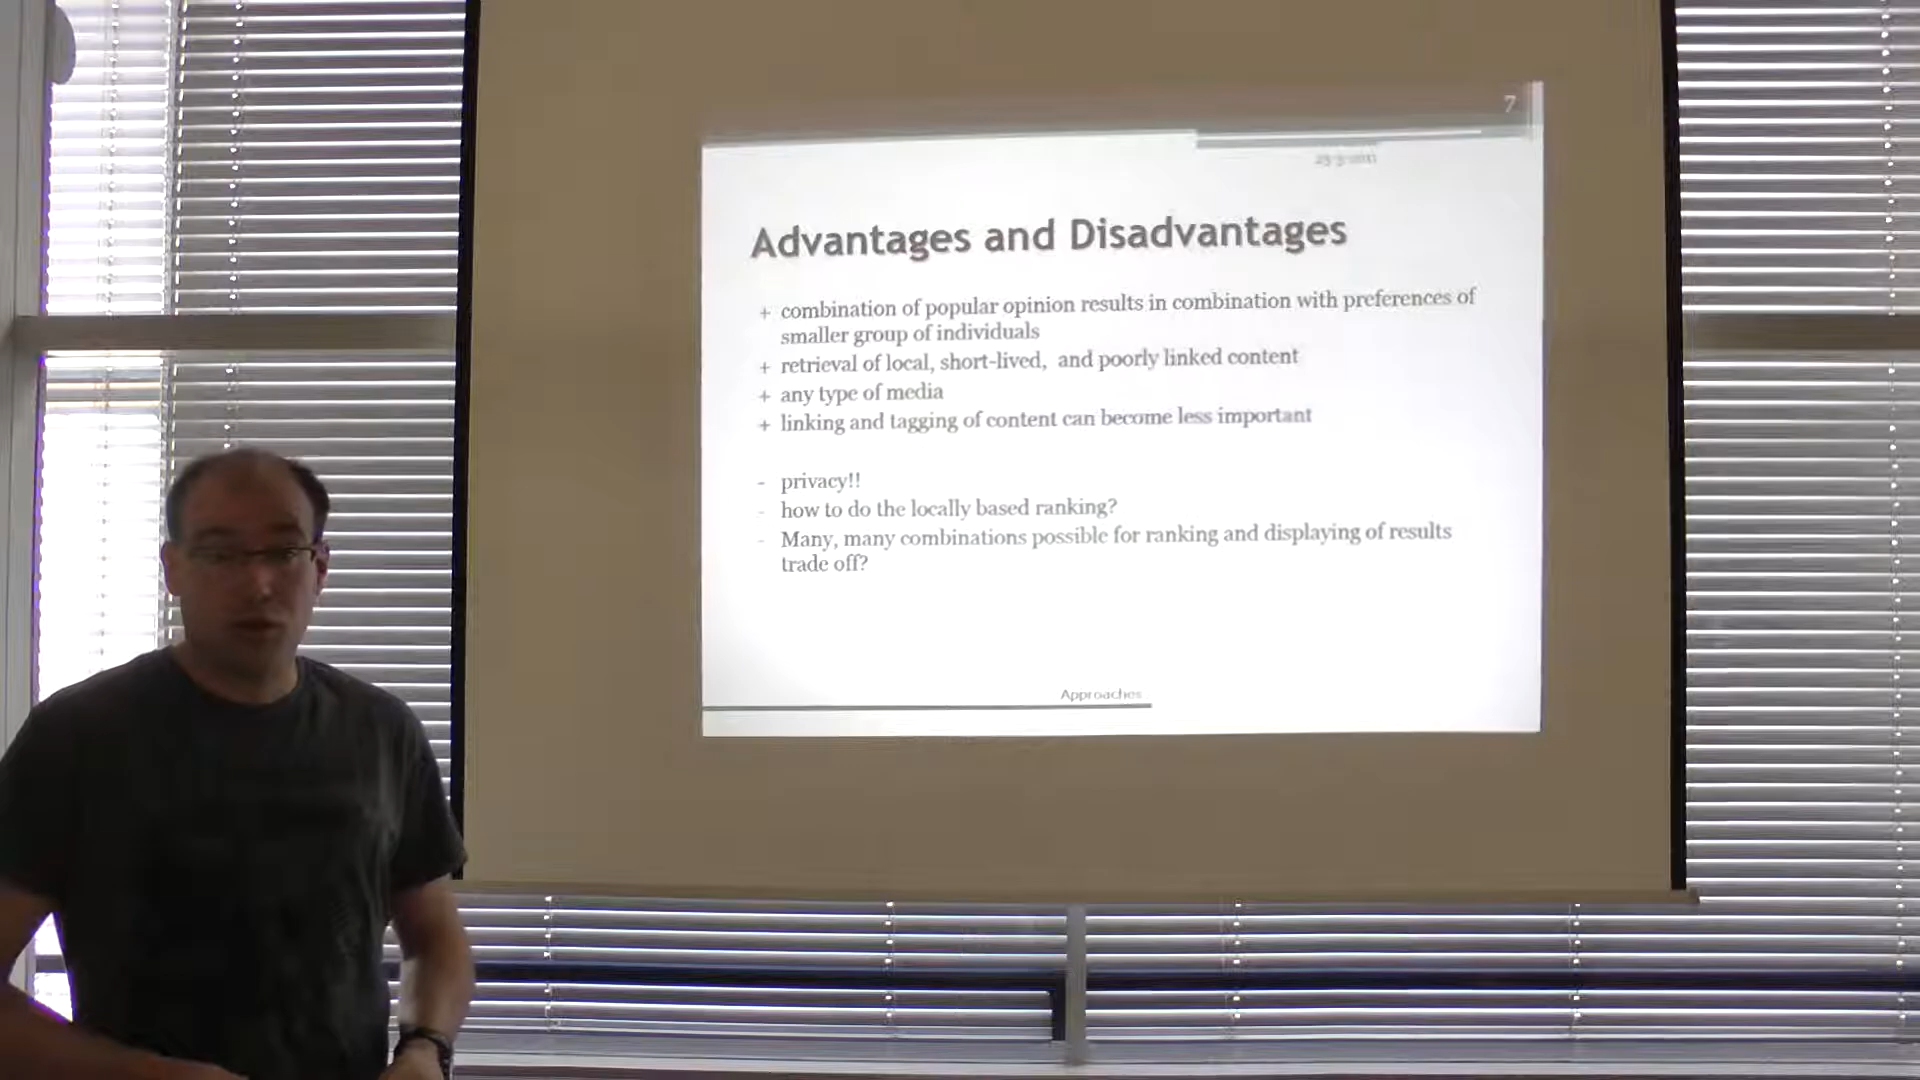 7
Advantages and Disadvantages
+ combination of popular opinion results in combination with preferences of
smaller group of individuals
+ retrieval of local, short-lived, and poorly linked content
+ any type of media
+ linking and tagging of content can become less important
- privacy!!
- how to do the locally based ranking?
- Many, many combinations possible for ranking and displaying of results
trade off?
Approaches